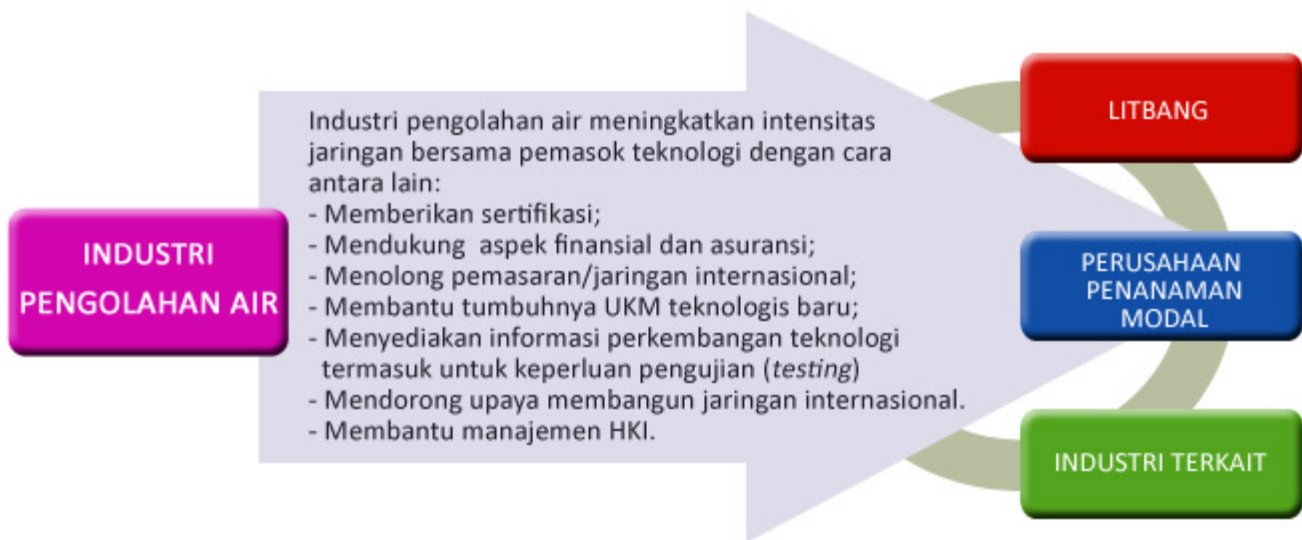 INDUSTRI
PENGOLAHAN AIR
Industri pengolahan air meningkatkan intensitas
jaringan bersama pemasok teknologi dengan cara
antara lain:
- Memberikan sertifikasi;
- Mendukung aspek finansial dan asuransi;
- Menolong pemasaran/jaringan internasional;
- Membantu tumbuhnya UKM teknologis baru;
- Menyediakan informasi perkembangan teknologi
termasuk untuk keperluan pengujian (testing)
- Mendorong upaya membangun jaringan internasional.
- Membantu manajemen HKI.
LITBANG
PERUSAHAAN
PENANAMAN
MODAL
INDUSTRI TERKAIT